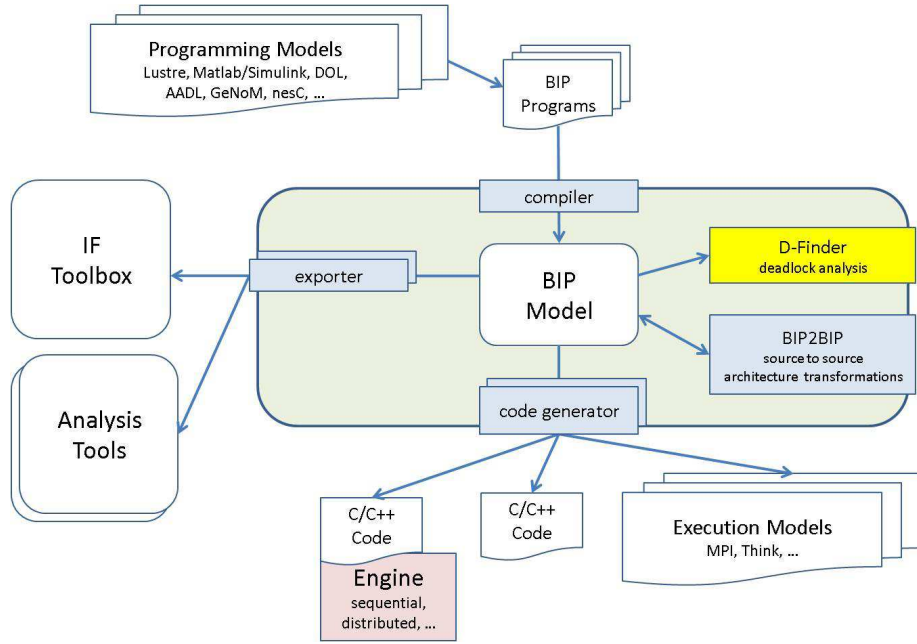 Programming Models
Lustre, Matlab/Simulink, DOL,
AADL, GeNoM, nesC, ...
BIP
Programs
compiler
IF
Toolbox
exporter
BIP
Model
D-Finder
deadlock analysis
BIP2BIP
source to source
architecture transformations
Analysis
Tools
code generator
C/C++
Code
Engine
sequential,
distributed, ...
C/C++
Code
Execution Models
MPI, Think, ...